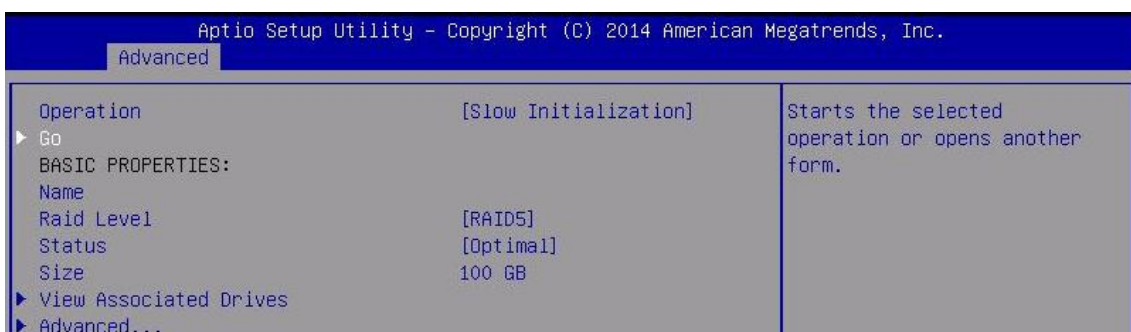 Aptio Setup Utility – Copyright (C) 2014 American Megatrends, Inc.
Advanced
Operation [Slow Initialization]
Go
BASIC PROPERTIES:
Name
Raid Level [RAID5]
Status [Optimal]
Size 100 GB
View Associated Drives
Advanced...
Starts the selected
operation or opens another
form.